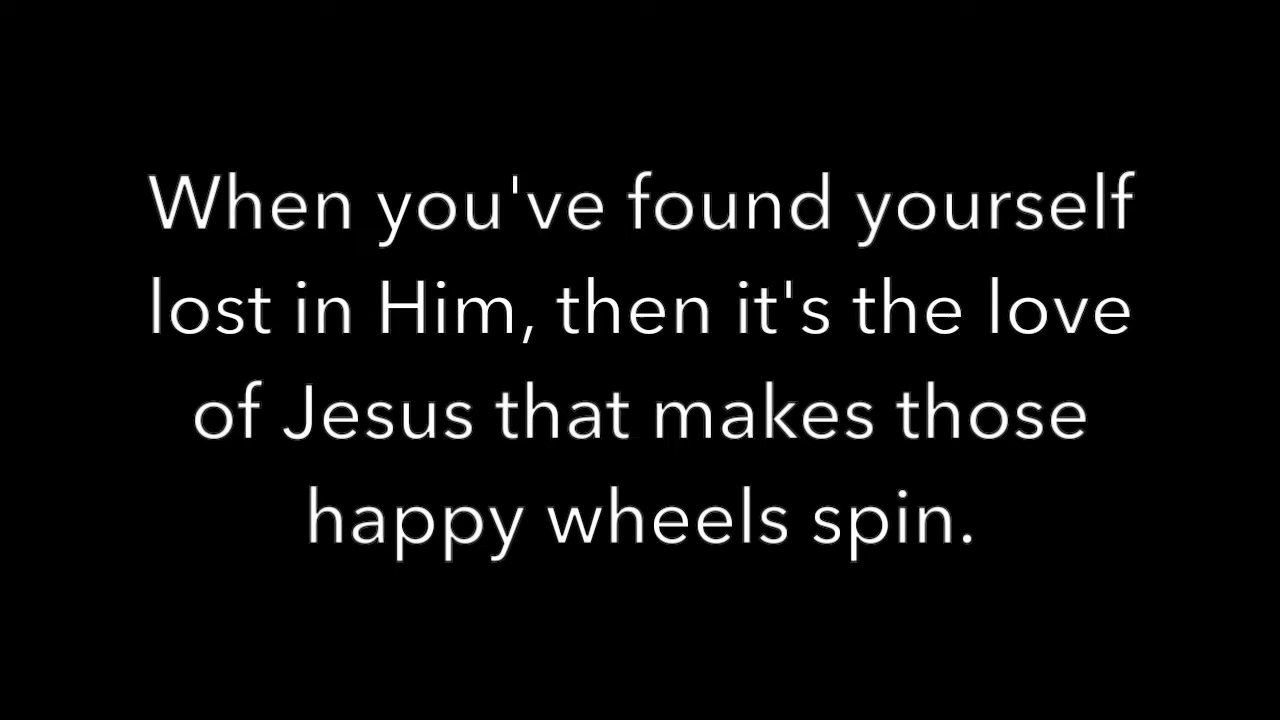 When you've found yourself
lost in Him, then it's the love
of Jesus that makes those
happy wheels spin.